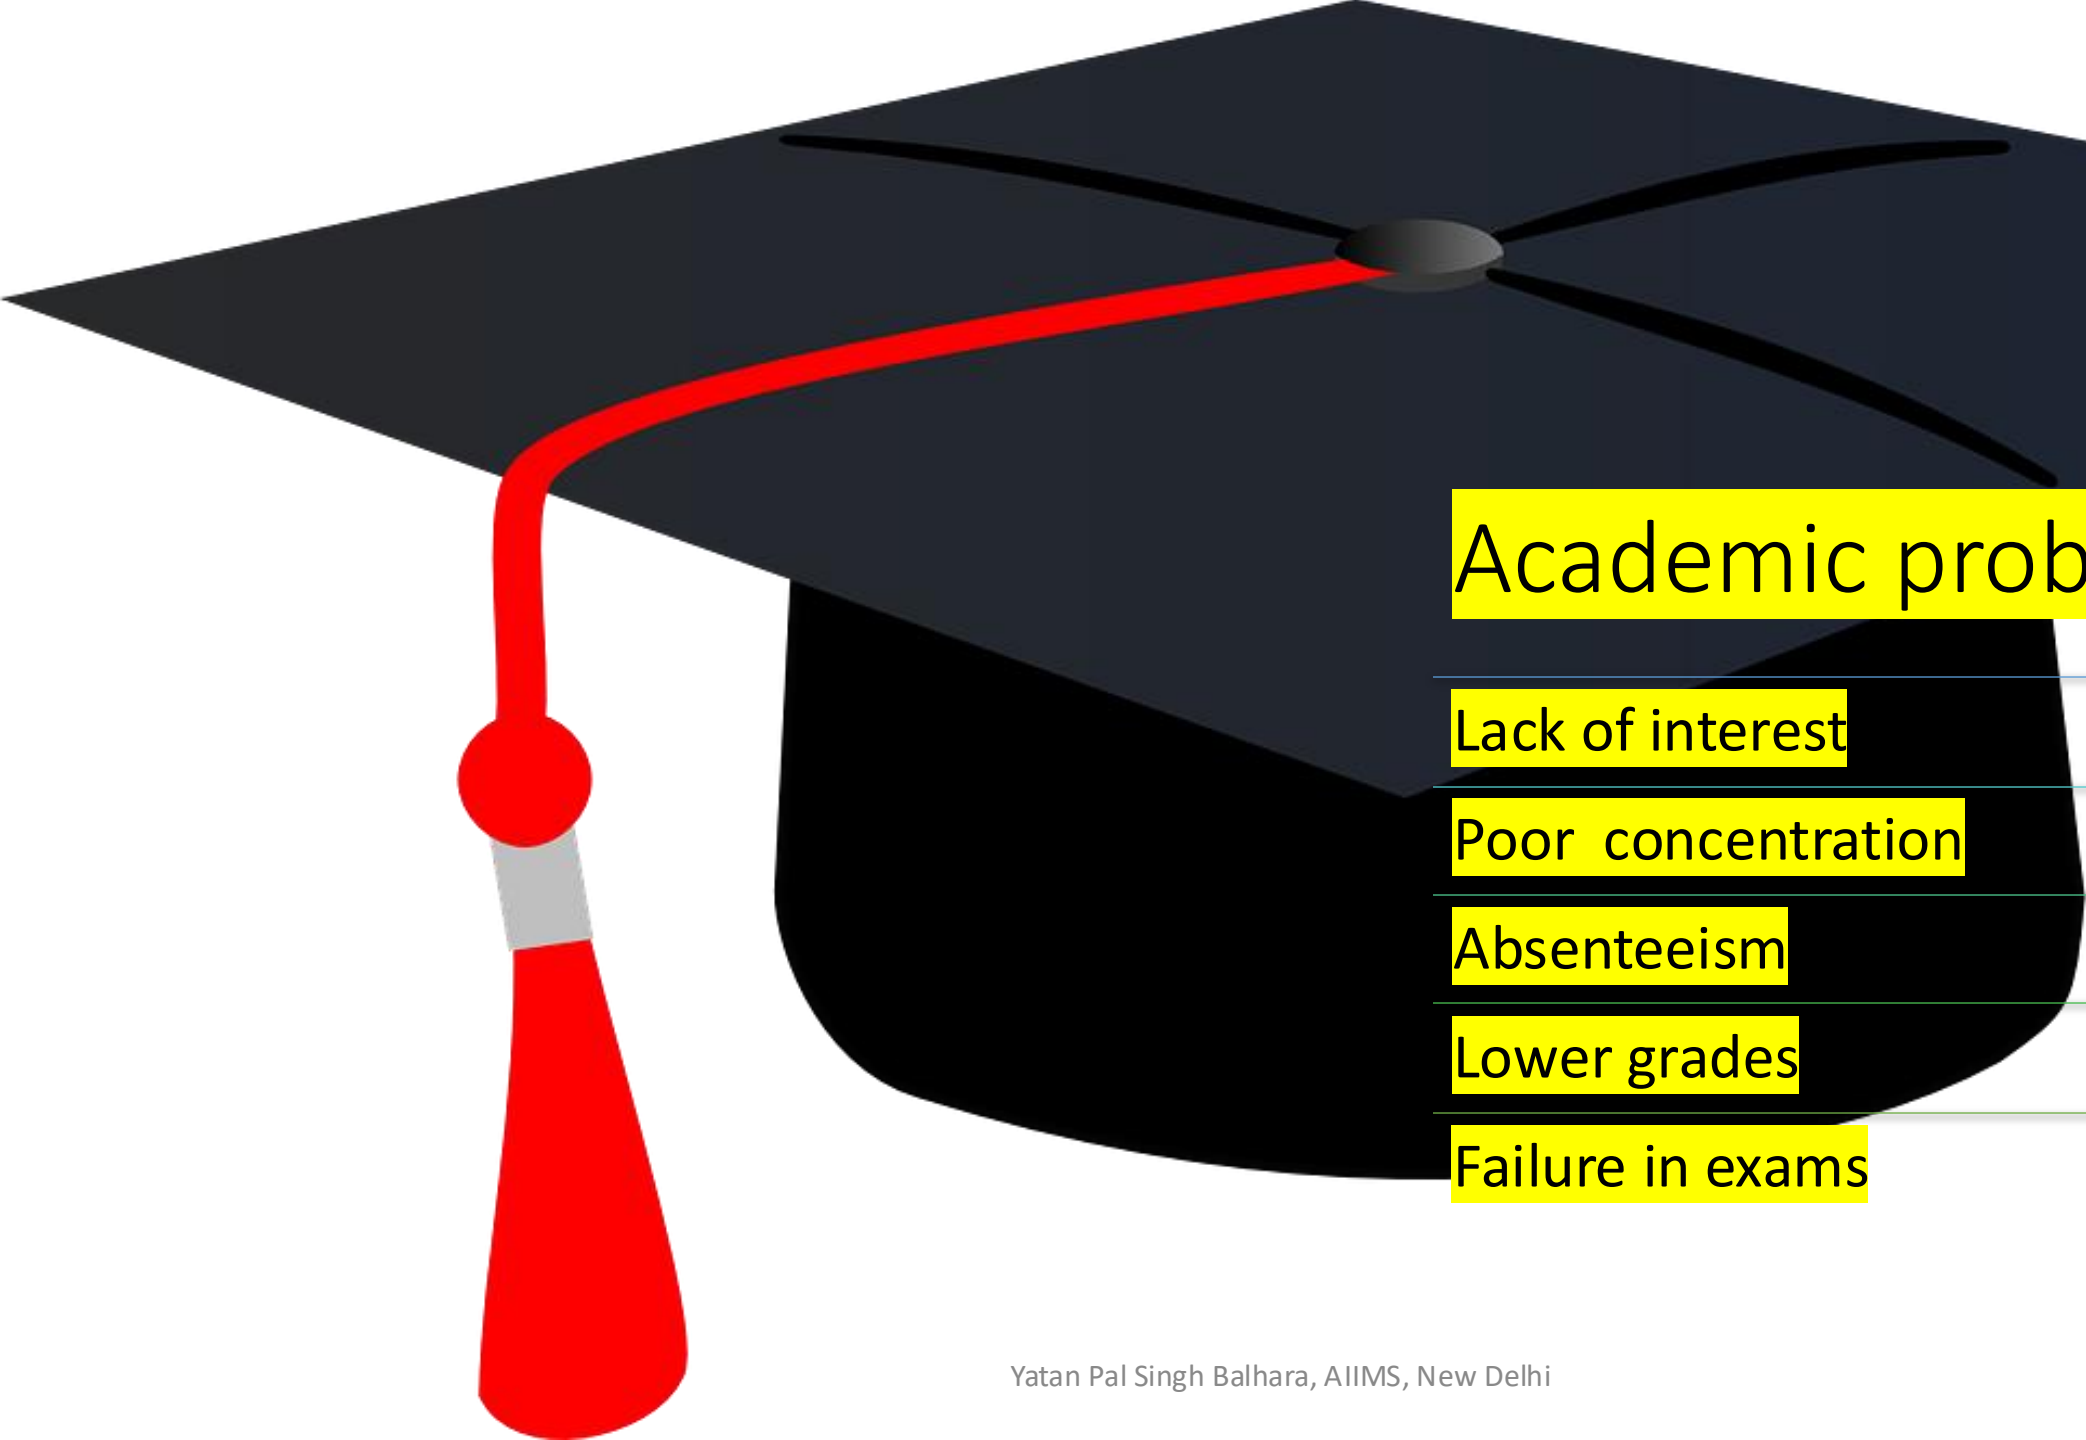 Academic prob
Lack of interest
Poor  concentration
Absenteeism
Lower grades
Failure in exams
Yatan Pal Singh Balhara, AIIMS, New Delhi